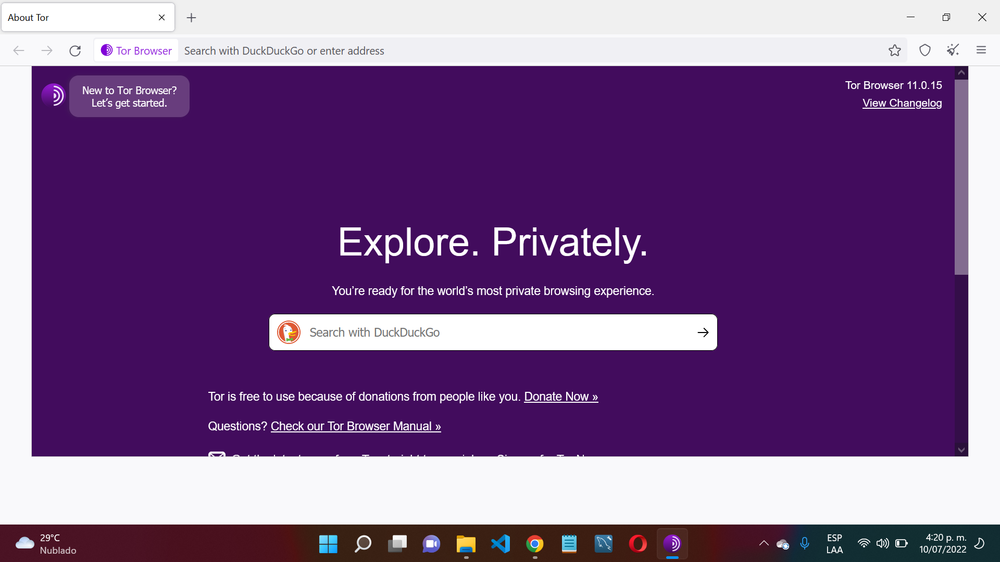 About Tor
Tor Browser
Search with DuckDuckGo or enter address
New to Tor Browser?
Let's get started.
Tor Browser 11.0.15
View Changelog
Explore. Privately.
You're ready for the world's most private browsing experience.
Search with DuckDuckGo
Tor is free to use because of donations from people like you. Donate Now »
Questions? Check our Tor Browser Manual »
29°C
Nublado
ESP
LAA
4:20 p. m.
10/07/2022